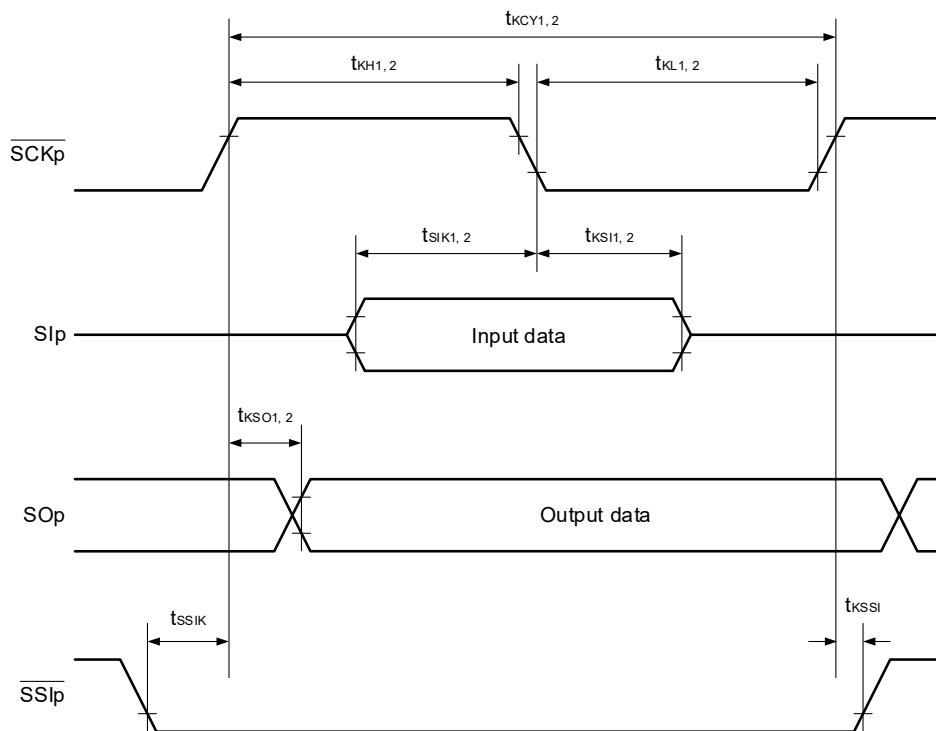 tKCY1, 2
tKH1, 2
tKL1, 2
SCKp
tSIK1, 2
tKSI1, 2
SIp
Input data
tKSO1, 2
SOp
Output data
tSSIK
tKSSI
SSIp